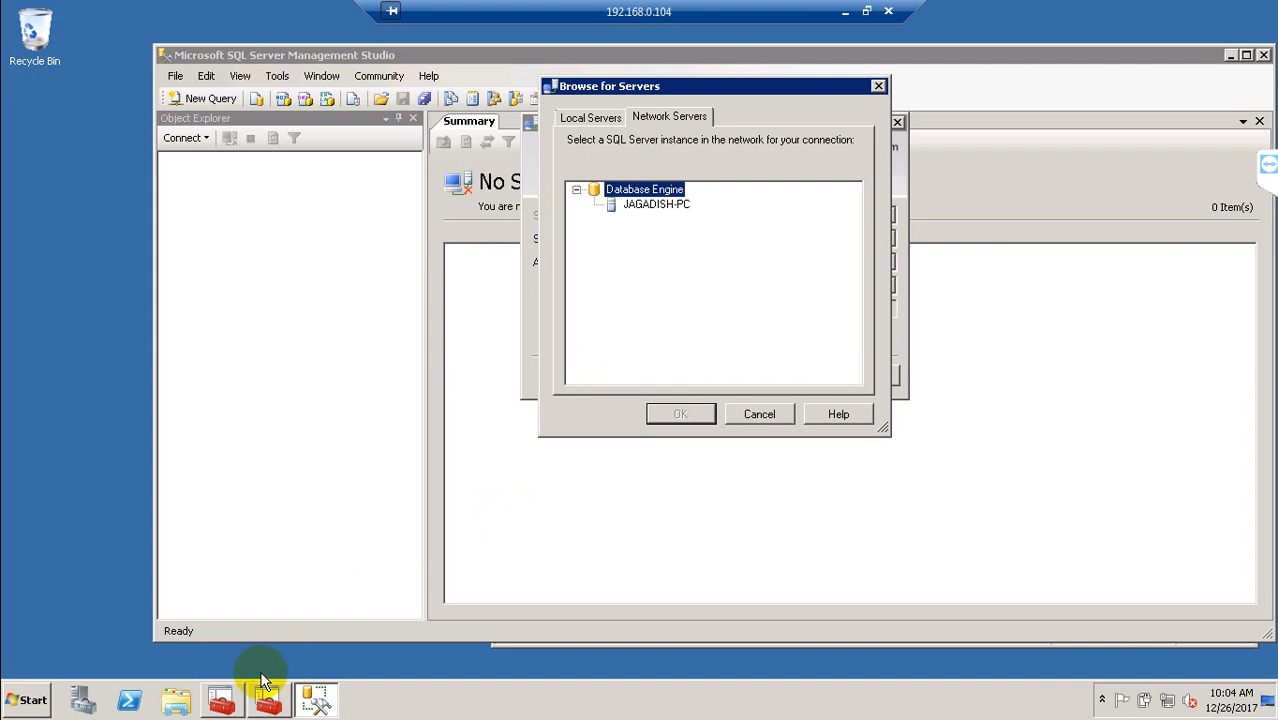 192.168.0.104
Recycle Bin
Microsoft SQL Server Management Studio
File Edit View Tools Window Community Help
New Query
Object Explorer
Connect
Summary
No S
You are n
0 Item(s)
Browse for Servers
Local Servers Network Servers
Select a SQL Server instance in the network for your connection:
Database Engine
JAGADISH-PC
OK Cancel Help
Ready
Start
10:04 AM
12/26/2017